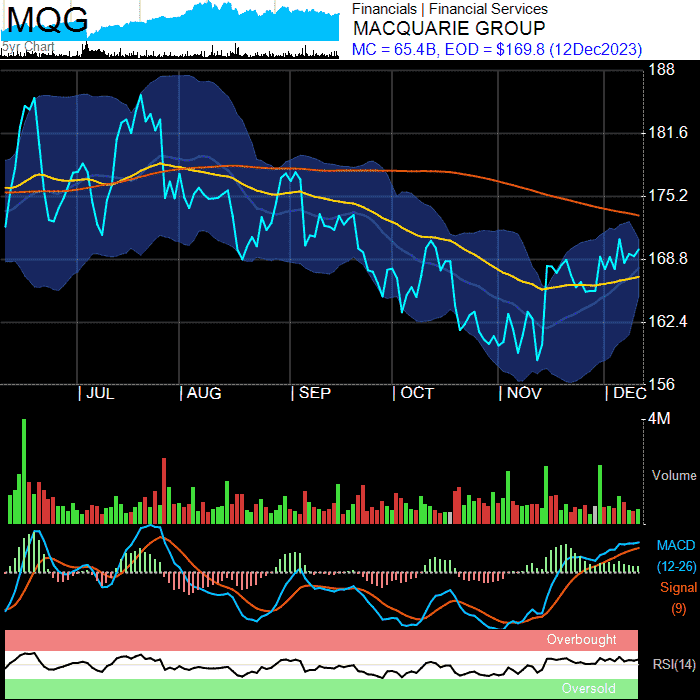 MQG
5yr Chart
Financials | Financial Services
MACQUARIE GROUP
MC = 65.4B, EOD = $169.8 (12Dec2023)
188
181.6
175.2
168.8
162.4
156
JUL AUG SEP OCT NOV DEC
4M
Volume
MACD
(12-26)
Signal
(9)
Overbought
RSI(14)
Oversold